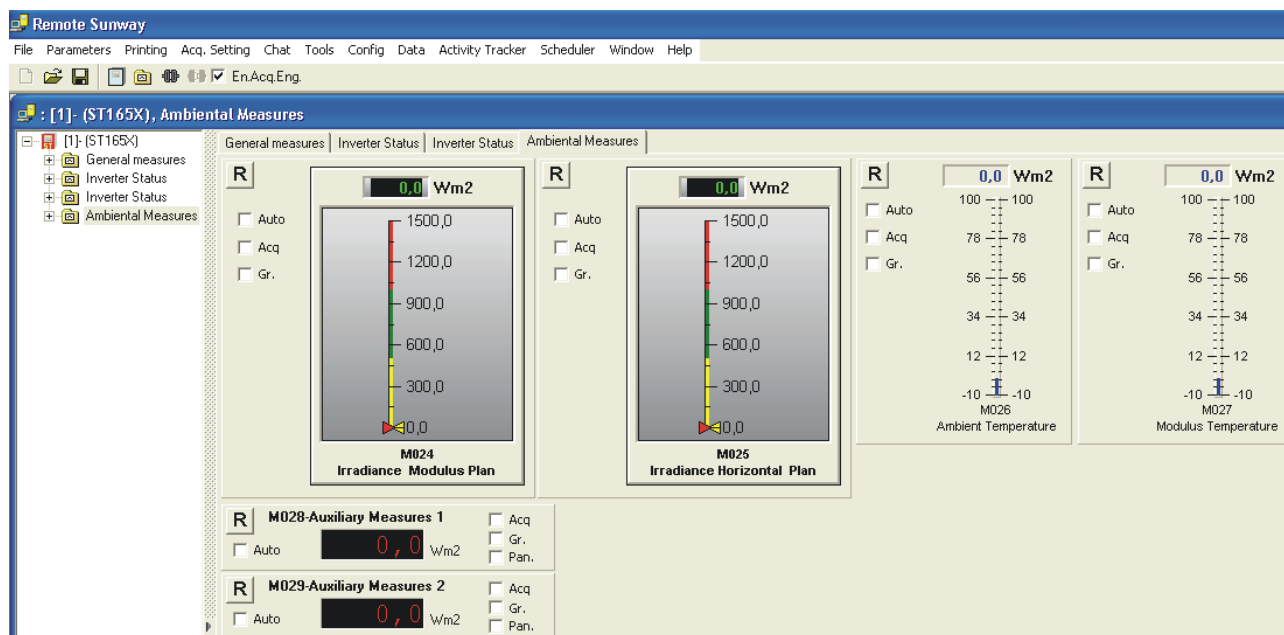 Remote Sunway
File Parameters Printing Acq. Setting Chat Tools Config Data Activity Tracker Scheduler Window Help
En.Acq.Eng.
: [1]- (ST165X), Ambiental Measures
[1]- (ST165X)
General measures
Inverter Status
Inverter Status
Ambiental Measures
General measures Inverter Status Inverter Status Ambiental Measures
R
Auto
Acq
Gr.
0,0 Wm2
1500,0
1200,0
900,0
600,0
300,0
0,0
M024
Irradiance Modulus Plan
R
Auto
Acq
Gr.
0,0 Wm2
1500,0
1200,0
900,0
600,0
300,0
0,0
M025
Irradiance Horizontal Plan
R
Auto
Acq
Gr.
0,0 Wm2
100 100
78 78
56 56
34 34
12 12
-10 -10
M026
Ambient Temperature
R
Auto
Acq
Gr.
0,0 Wm2
100 100
78 78
56 56
34 34
12 12
-10 -10
M027
Modulus Temperature
R M028-Auxiliary Measures 1
Auto 0,0 Wm2
Acq
Gr.
Pan.
R M029-Auxiliary Measures 2
Auto 0,0 Wm2
Acq
Gr.
Pan.